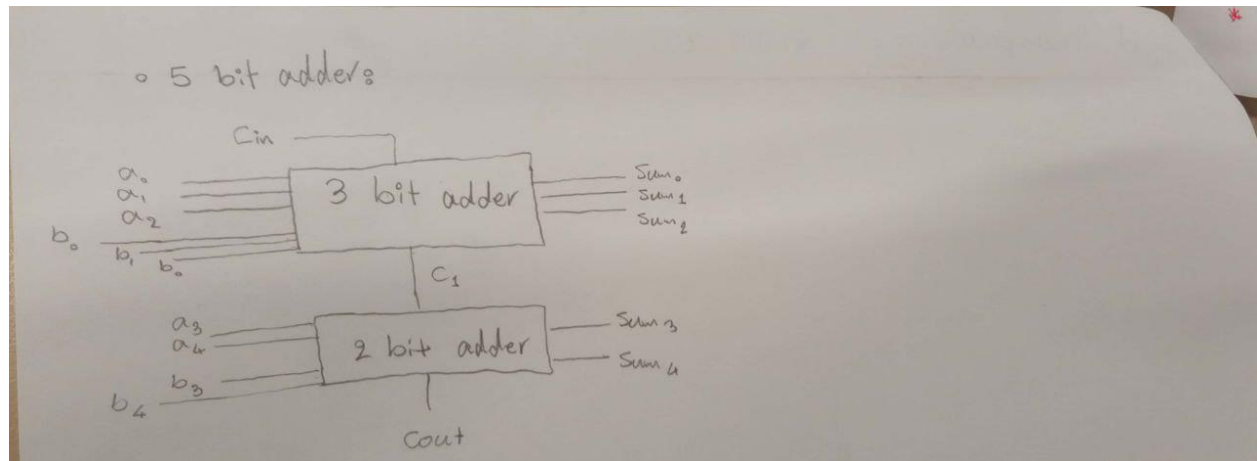 ∘ 5 bit adder:
Cin
a₀
a₁
a₂
b₀
b₁
b₀
3 bit adder
Sum₀
Sum₁
Sum₂
C₁
a₃
a₄
b₃
b₄
2 bit adder
Sum₃
Sum₄
Cout
*